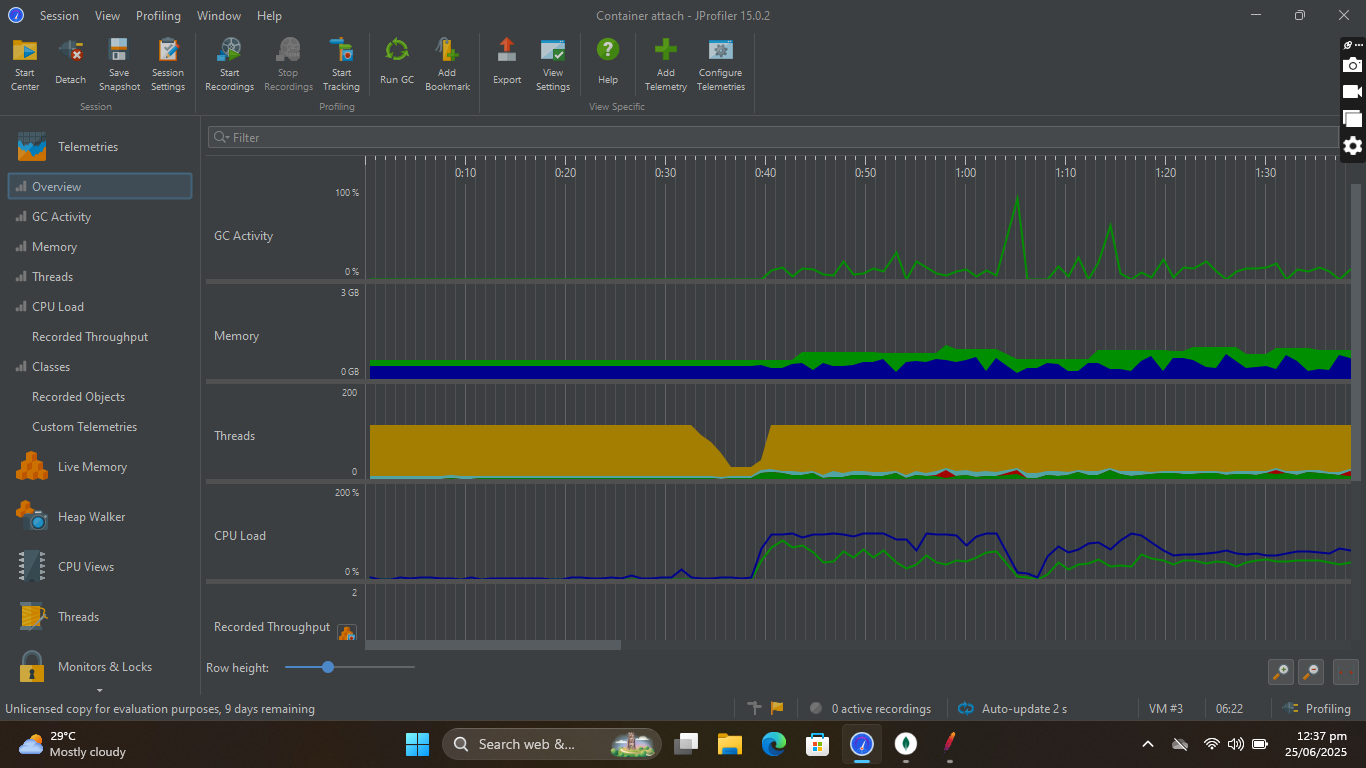 Session View Profiling Window Help
Container attach - JProfiler 15.0.2
Start Center
Detach
Save Snapshot
Session Settings
Start Recordings
Stop Recordings
Start Tracking
Run GC
Add Bookmark
Export
View Settings
Help
Add Telemetry
Configure Telemetries
Session
Profiling
View Specific
Telemetries
Overview
GC Activity
Memory
Threads
CPU Load
Recorded Throughput
Classes
Recorded Objects
Custom Telemetries
Live Memory
Heap Walker
CPU Views
Threads
Monitors & Locks
Filter
0:10 0:20 0:30 0:40 0:50 1:00 1:10 1:20 1:30
100 %
GC Activity
0 %
3 GB
Memory
0 GB
200
Threads
0
200 %
CPU Load
0 %
2
Recorded Throughput
Row height:
Unlicensed copy for evaluation purposes, 9 days remaining
0 active recordings
Auto-update 2 s
VM #3
06:22
Profiling
29°C
Mostly cloudy
Search web &...
12:37 pm
25/06/2025